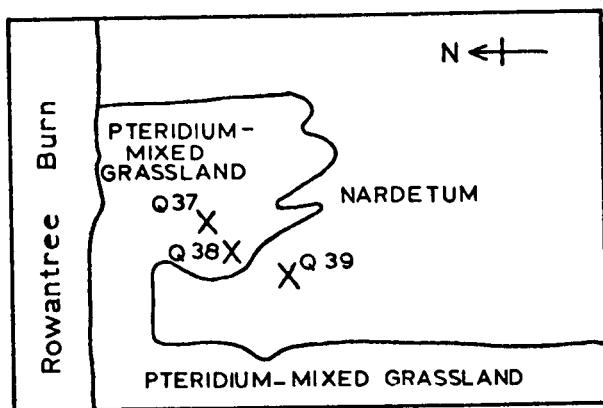 N
Rowantree Burn
PTERIDIUM-
MIXED
GRASSLAND
Q37
Q38
Q39
NARDETUM
PTERIDIUM-MIXED GRASSLAND